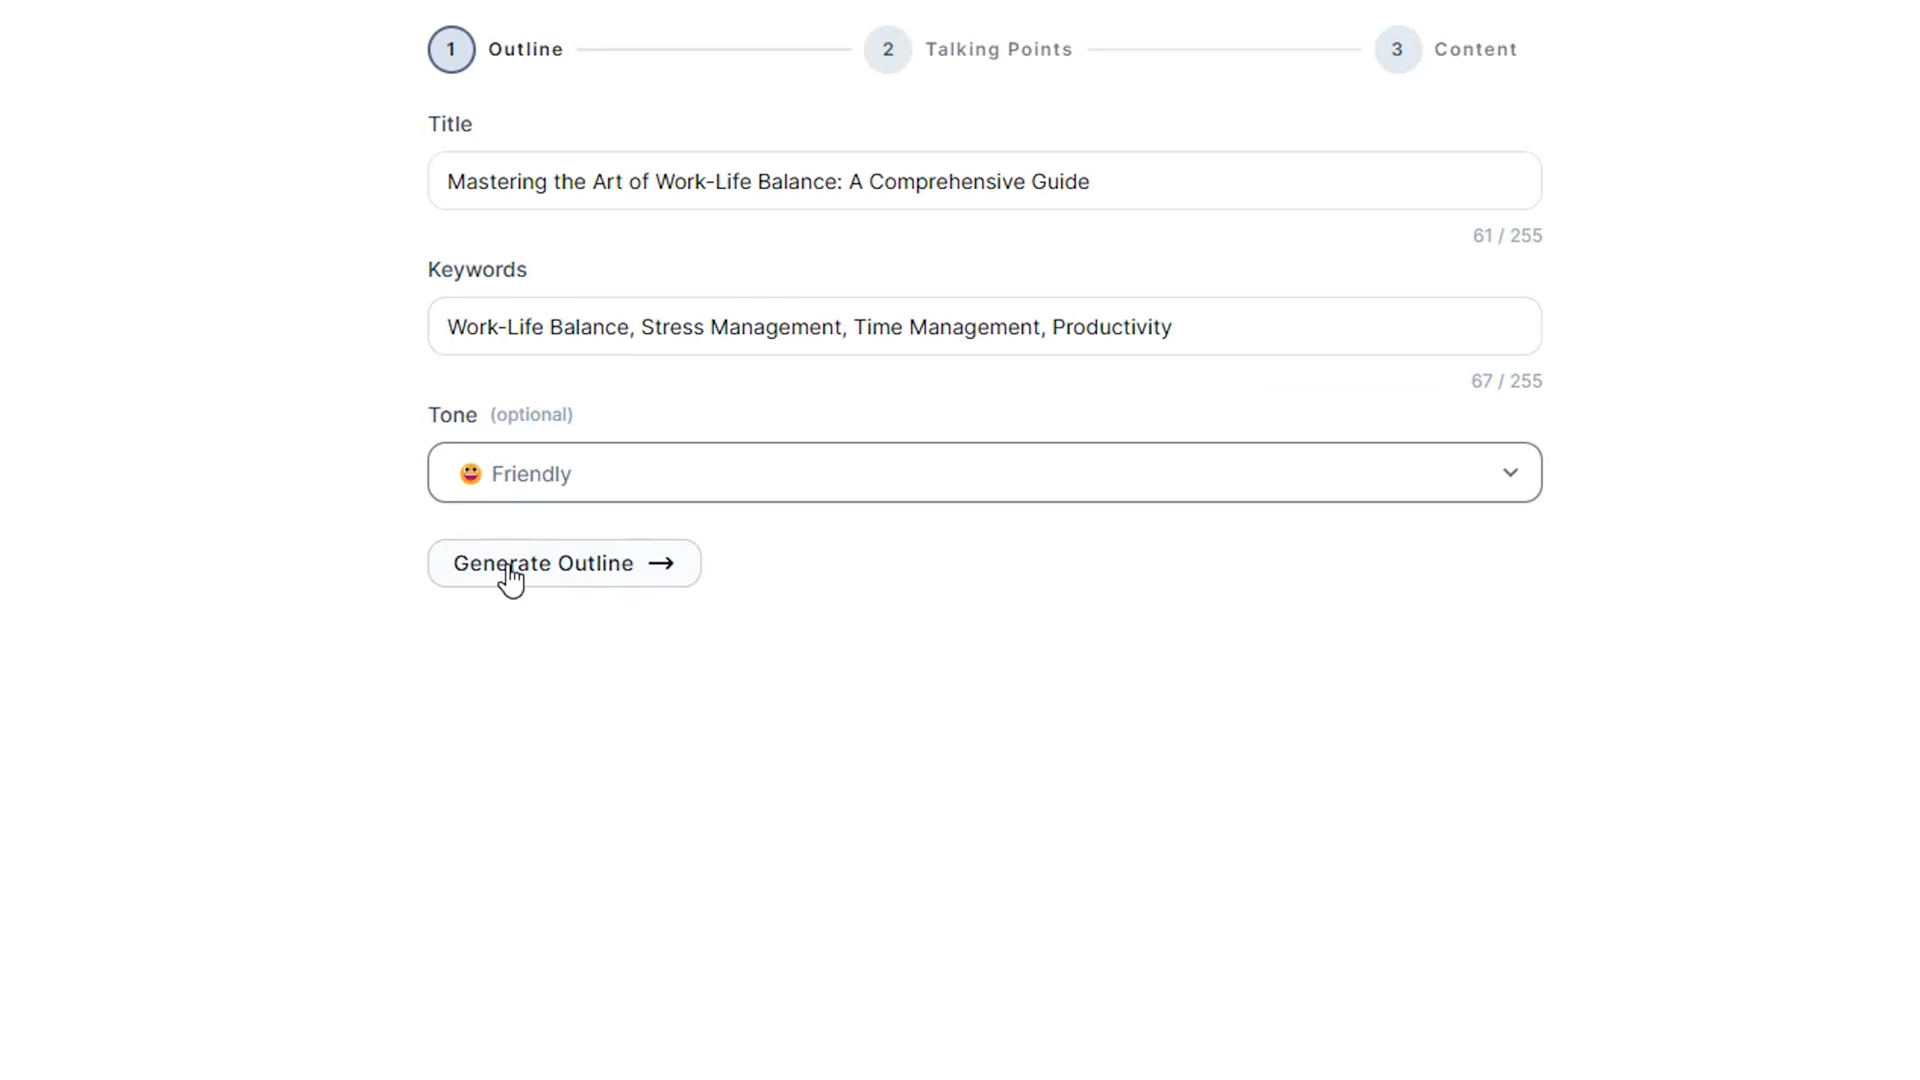 1 Outline 2 Talking Points 3 Content
Title
Mastering the Art of Work-Life Balance: A Comprehensive Guide
61 / 255
Keywords
Work-Life Balance, Stress Management, Time Management, Productivity
67 / 255
Tone (optional)
😀 Friendly
Generate Outline →